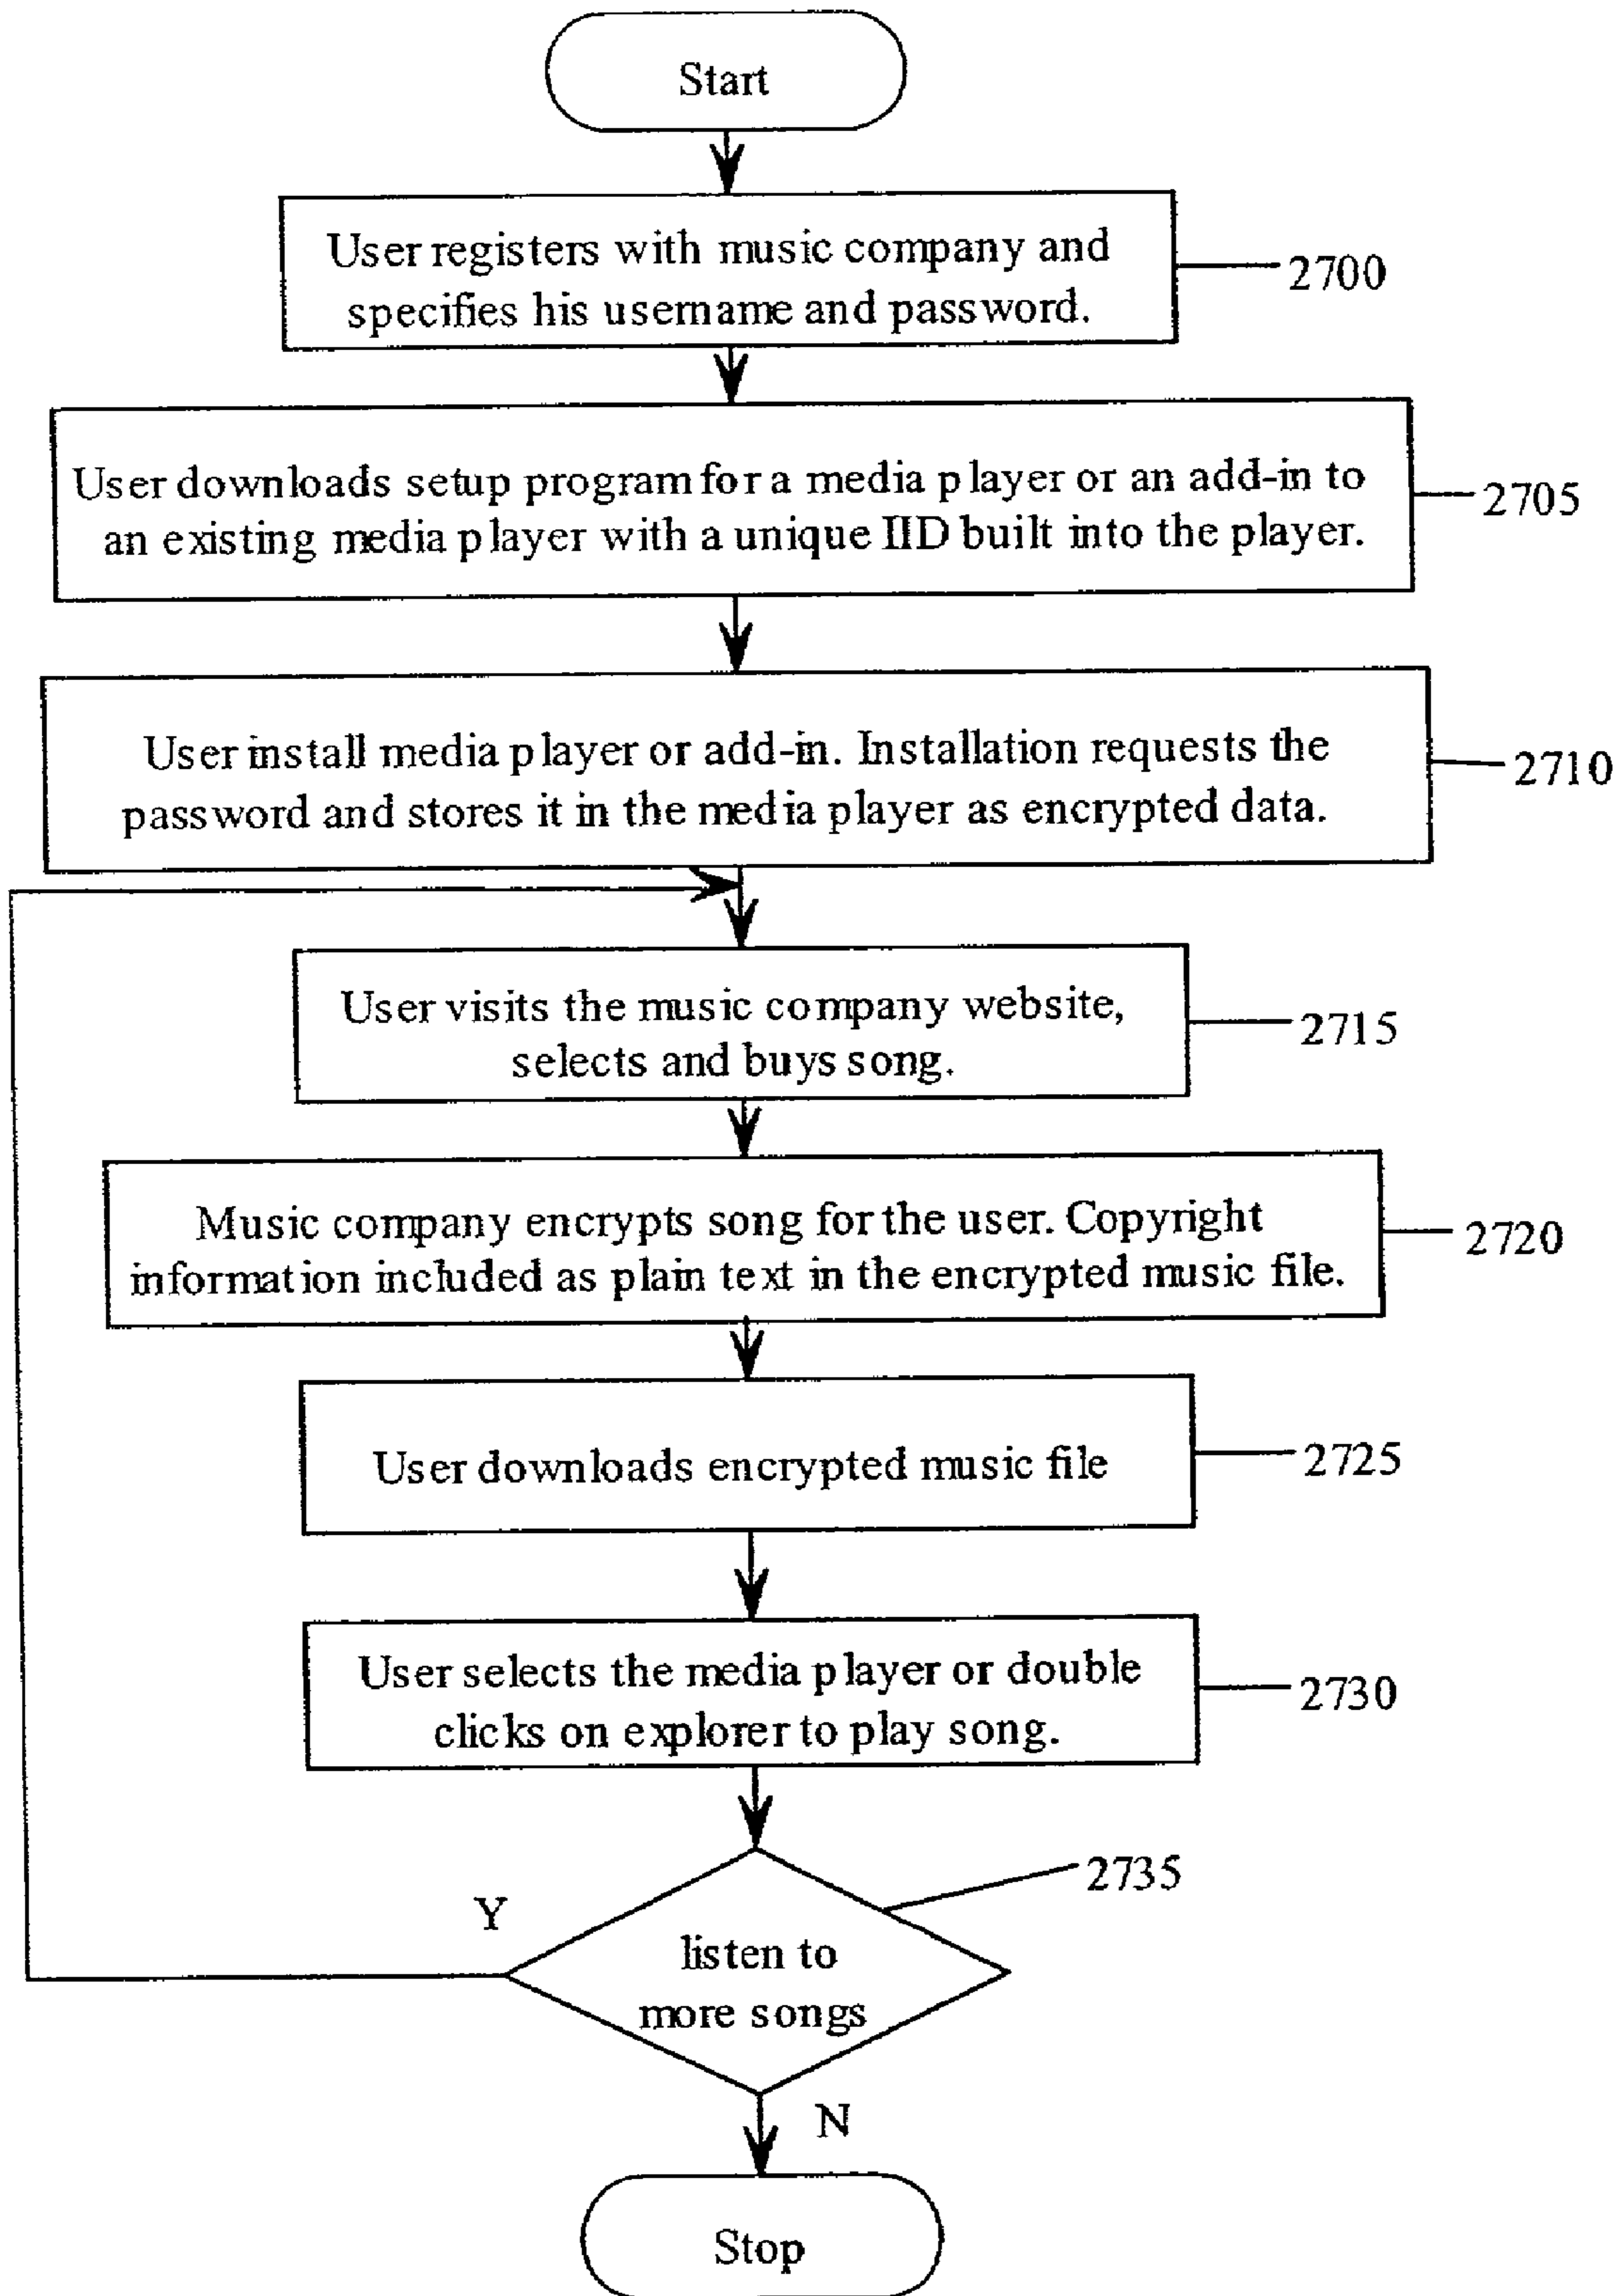 Start
User registers with music company and
specifies his username and password.
2700
User downloads setup program for a media player or an add-in to
an existing media player with a unique IID built into the player.
2705
User install media player or add-in. Installation requests the
password and stores it in the media player as encrypted data.
2710
User visits the music company website,
selects and buys song.
2715
Music company encrypts song for the user. Copyright
information included as plain text in the encrypted music file.
2720
User downloads encrypted music file
2725
User selects the media player or double
clicks on explorer to play song.
2730
2735
Y
listen to
more songs
N
Stop